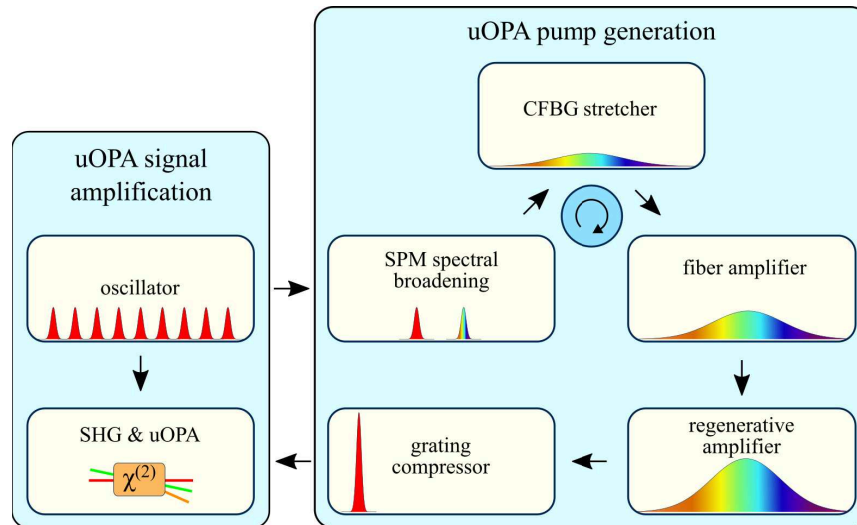 uOPA pump generation
CFBG stretcher
uOPA signal
amplification
oscillator
SPM spectral
broadening
fiber amplifier
SHG & uOPA
χ(2)
grating
compressor
regenerative
amplifier